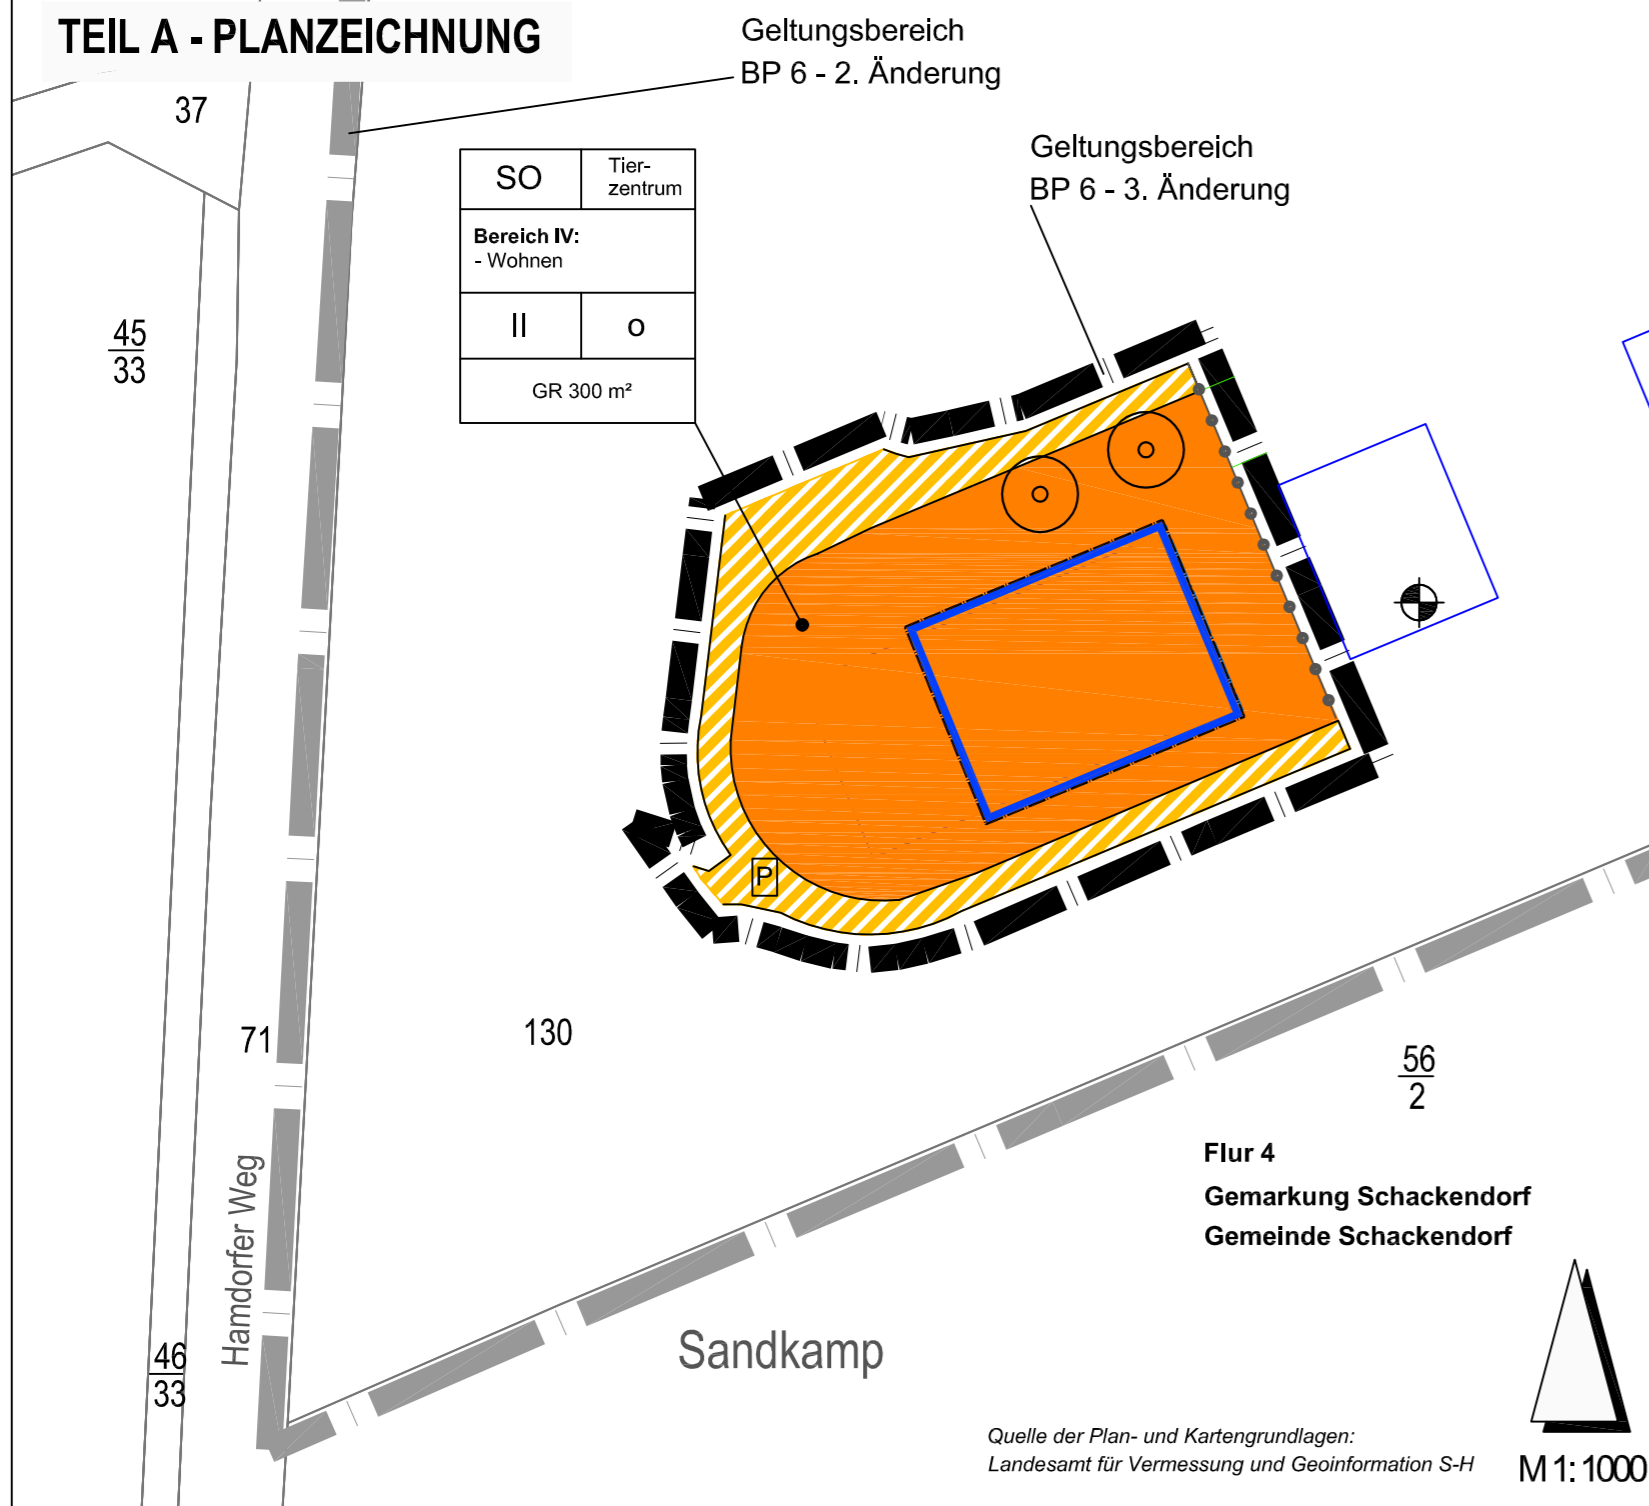 TEIL A - PLANZEICHNUNG
Geltungsbereich
BP 6 - 2. Änderung
37
Geltungsbereich
BP 6 - 3. Änderung
SO
Tier-
zentrum
Bereich IV:
- Wohnen
II
o
GR 300 m²
45
33
P
71
130
56
2
Flur 4
Gemarkung Schackendorf
Gemeinde Schackendorf
Hamdorfer Weg
46
33
Sandkamp
Quelle der Plan- und Kartengrundlagen:
Landesamt für Vermessung und Geoinformation S-H
M 1: 1000